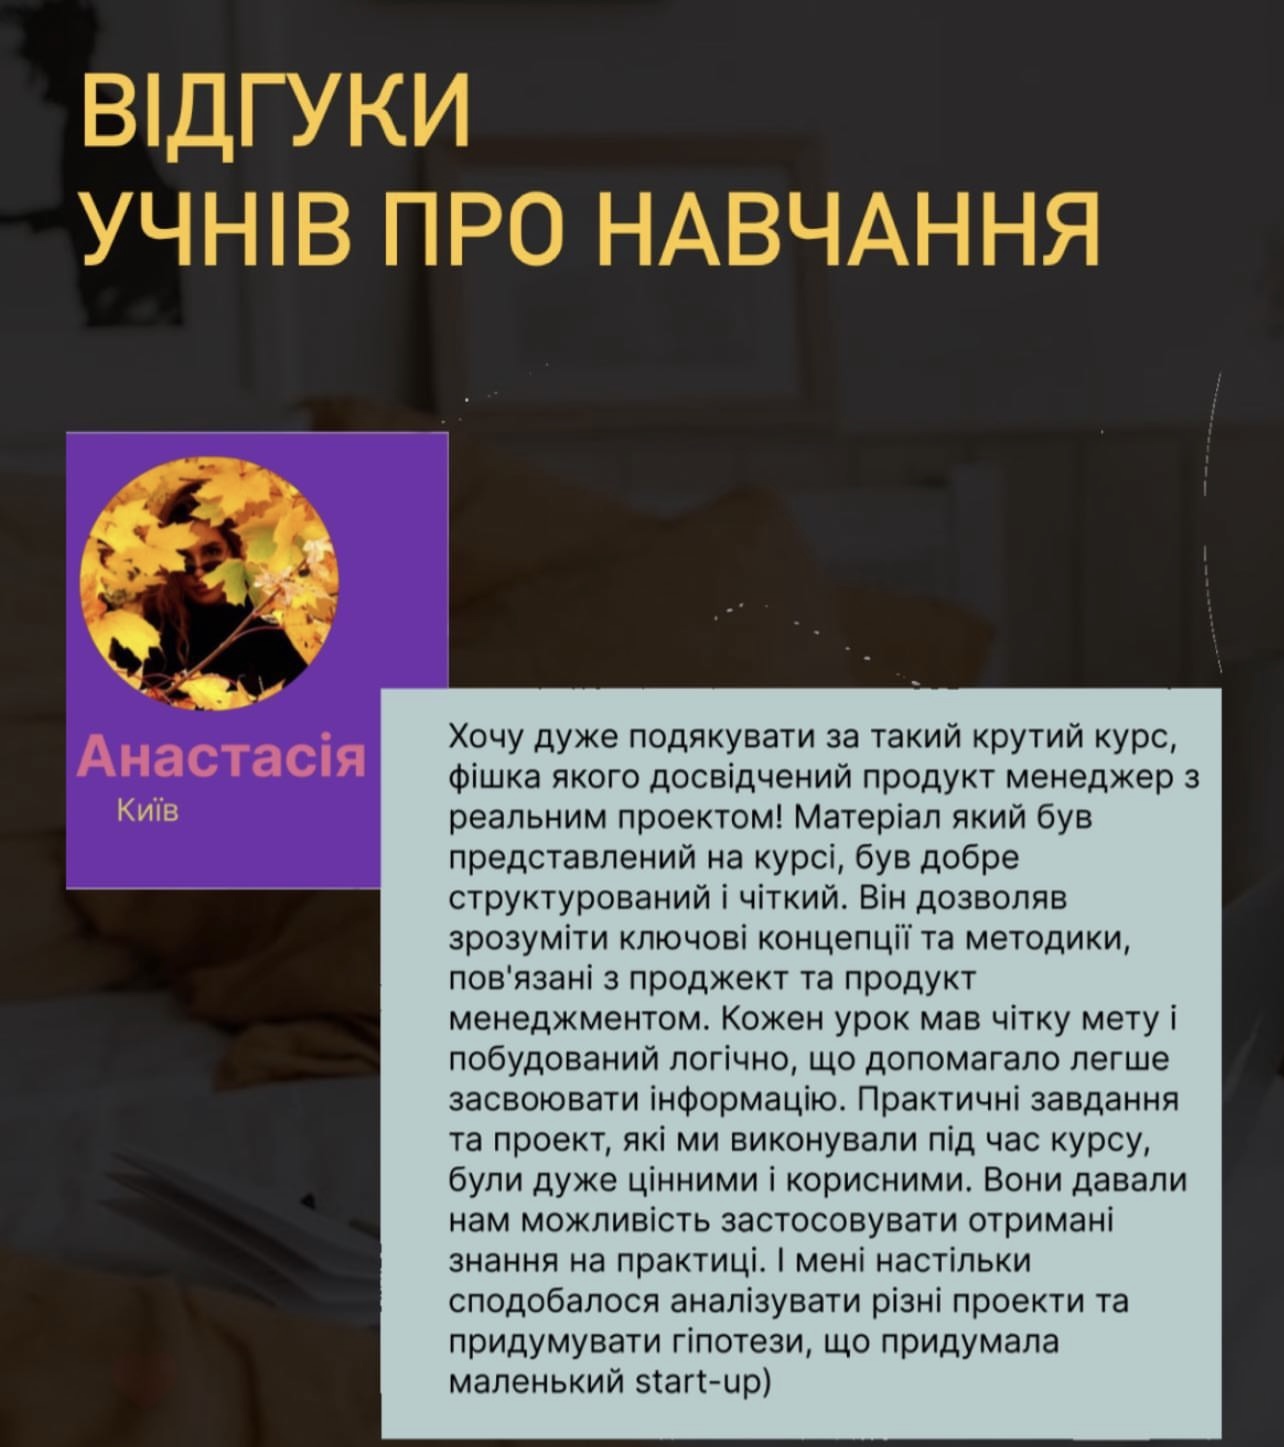 ВІДГУКИ
УЧНІВ ПРО НАВЧАННЯ
Анастасія
Київ
Хочу дуже подякувати за такий крутий курс,
фішка якого досвідчений продукт менеджер з
реальним проектом! Матеріал який був
представлений на курсі, був добре
структурований і чіткий. Він дозволяв
зрозуміти ключові концепції та методики,
пов'язані з проджект та продукт
менеджментом. Кожен урок мав чітку мету і
побудований логічно, що допомагало легше
засвоювати інформацію. Практичні завдання
та проект, які ми виконували під час курсу,
були дуже цінними і корисними. Вони давали
нам можливість застосовувати отримані
знання на практиці. І мені настільки
сподобалося аналізувати різні проекти та
придумувати гіпотези, що придумала
маленький start-up)